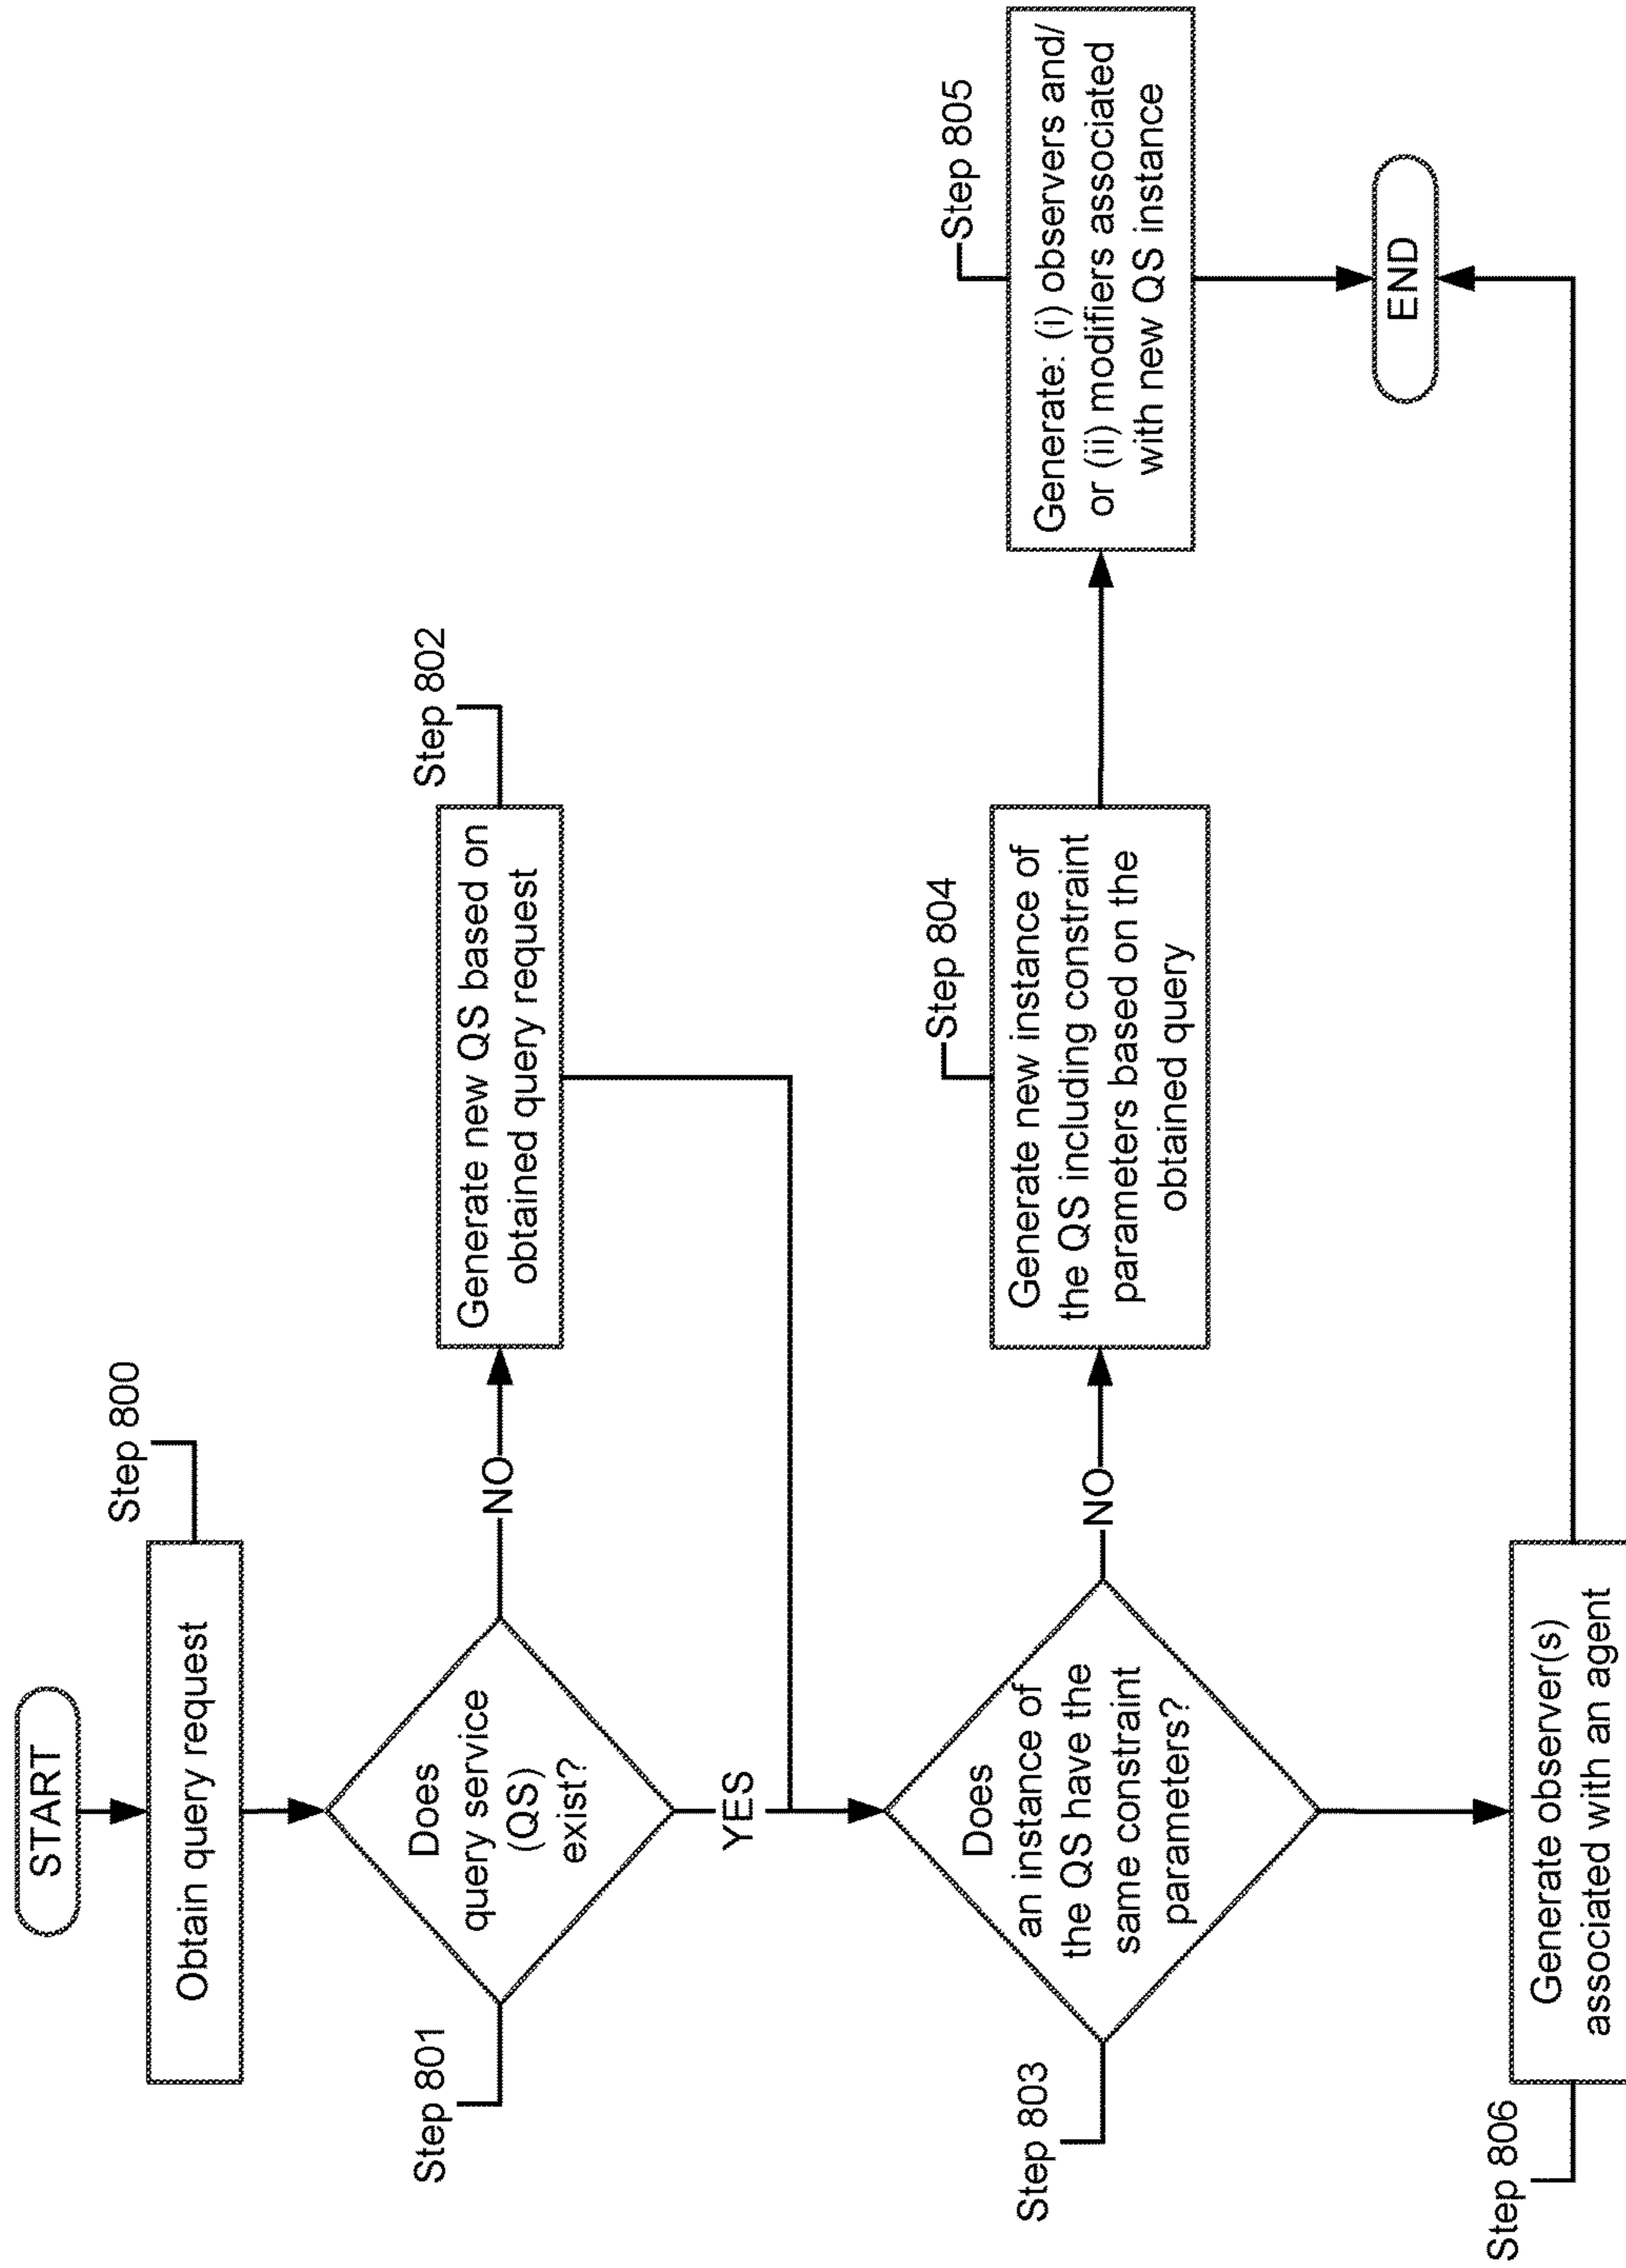 START
Step 800
Obtain query request
Step 801
Does
query service
(QS)
exist?
NO
Step 802
Generate new QS based on
obtained query request
YES
Step 803
Does
an instance of
the QS have the
same constraint
parameters?
NO
Step 804
Generate new instance of
the QS including constraint
parameters based on the
obtained query
Step 805
Generate: (i) observers and/
or (ii) modifiers associated
with new QS instance
Step 806
Generate observer(s)
associated with an agent
END